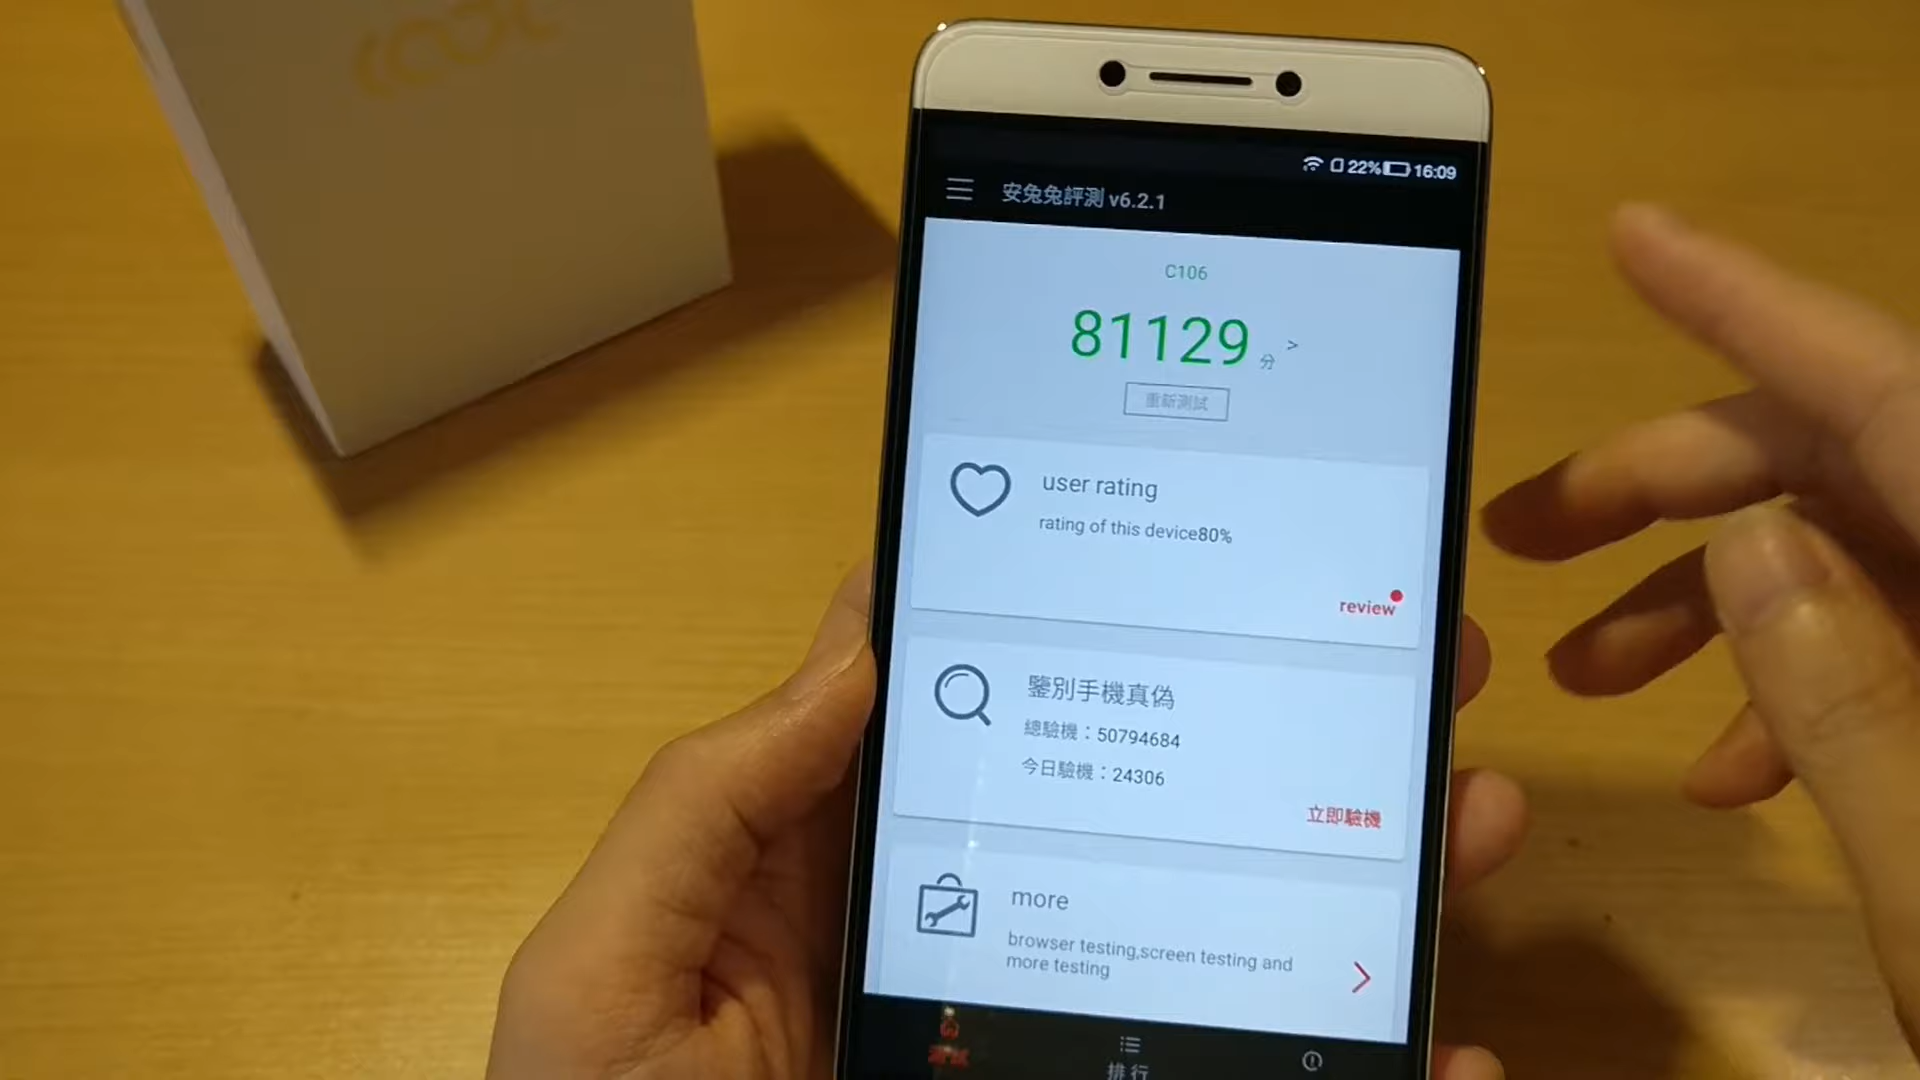 cool
22% 16:09
安兔兔評測 v6.2.1
C106
81129 分 >
重新測試
user rating
rating of this device80%
review
鑒別手機真偽
總驗機：50794684
今日驗機：24306
立即驗機
more
browser testing,screen testing and
more testing
排行